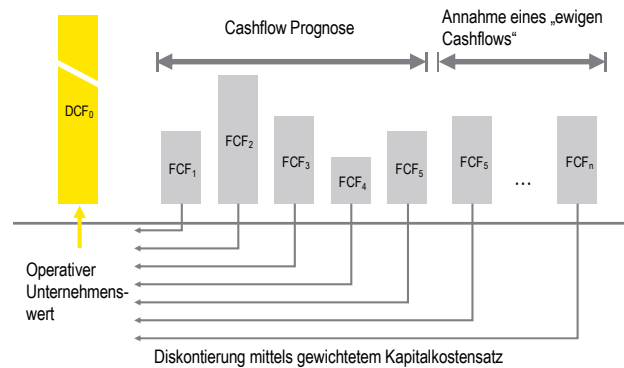 Cashflow Prognose
Annahme eines „ewigen
Cashflows“
DCF0
FCF1
FCF2
FCF3
FCF4
FCF5
FCF5
...
FCFn
Operativer
Unternehmens-
wert
Diskontierung mittels gewichtetem Kapitalkostensatz